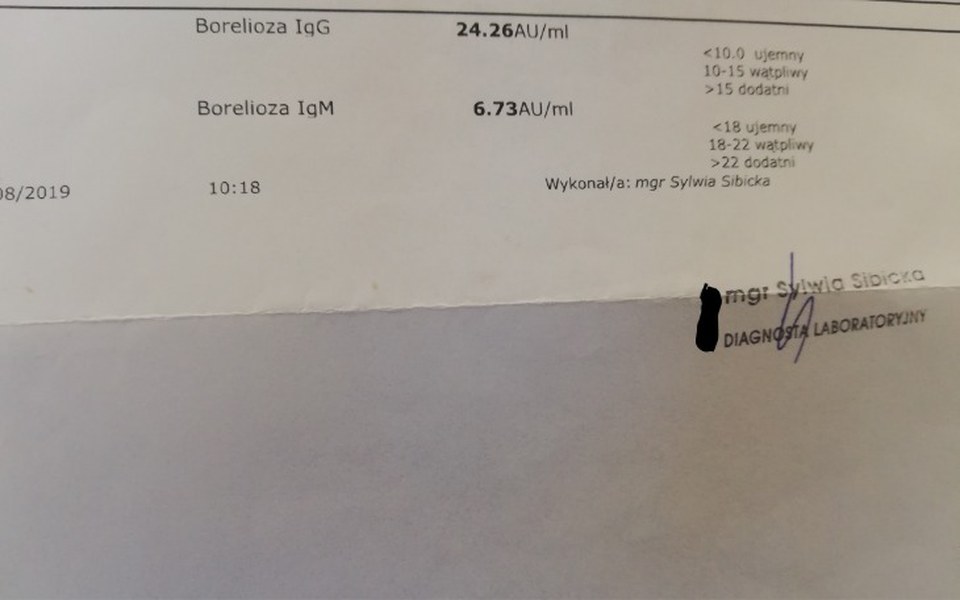 Borelioza IgG 24.26AU/ml
<10.0 ujemny
10-15 wątpliwy
>15 dodatni
Borelioza IgM 6.73AU/ml
<18 ujemny
18-22 wątpliwy
>22 dodatni
08/2019 10:18 Wykonał/a: mgr Sylwia Sibicka
mgr Sylwia Sibicka
DIAGNOSTA LABORATORYJNY